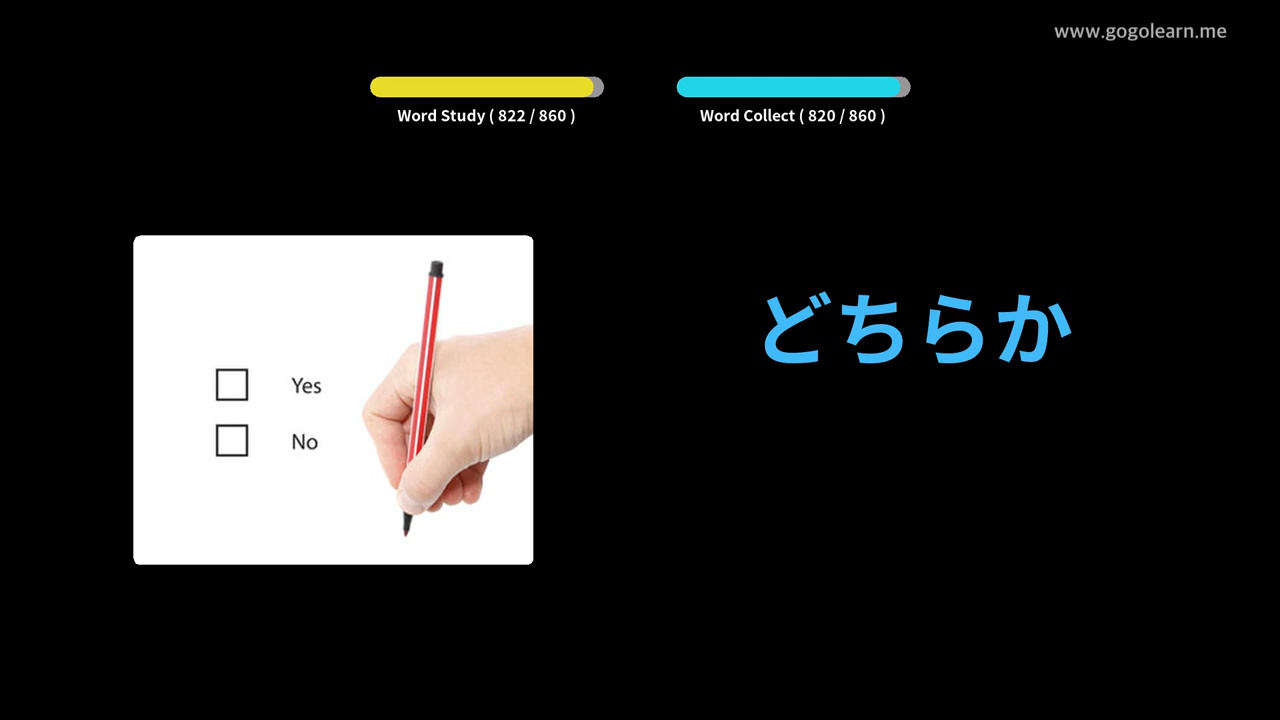 www.gogolearn.me
Word Study ( 822 / 860 )
Word Collect ( 820 / 860 )
Yes
No
どちらか